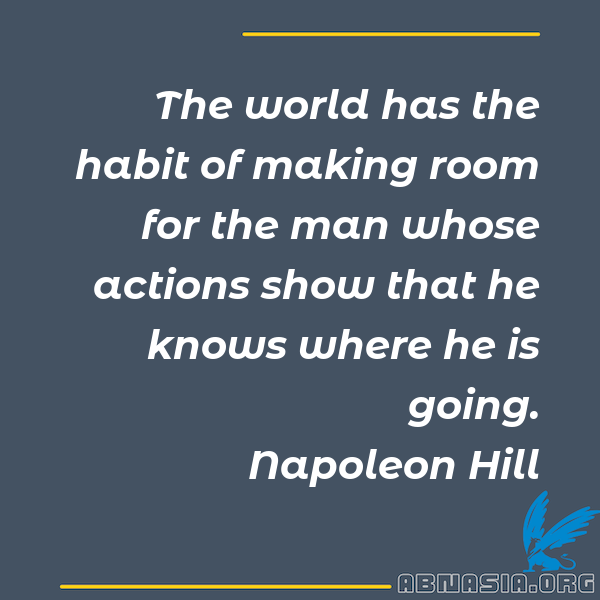 The world has the
habit of making room
for the man whose
actions show that he
knows where he is
going.
Napoleon Hill
ABNASIA.ORG